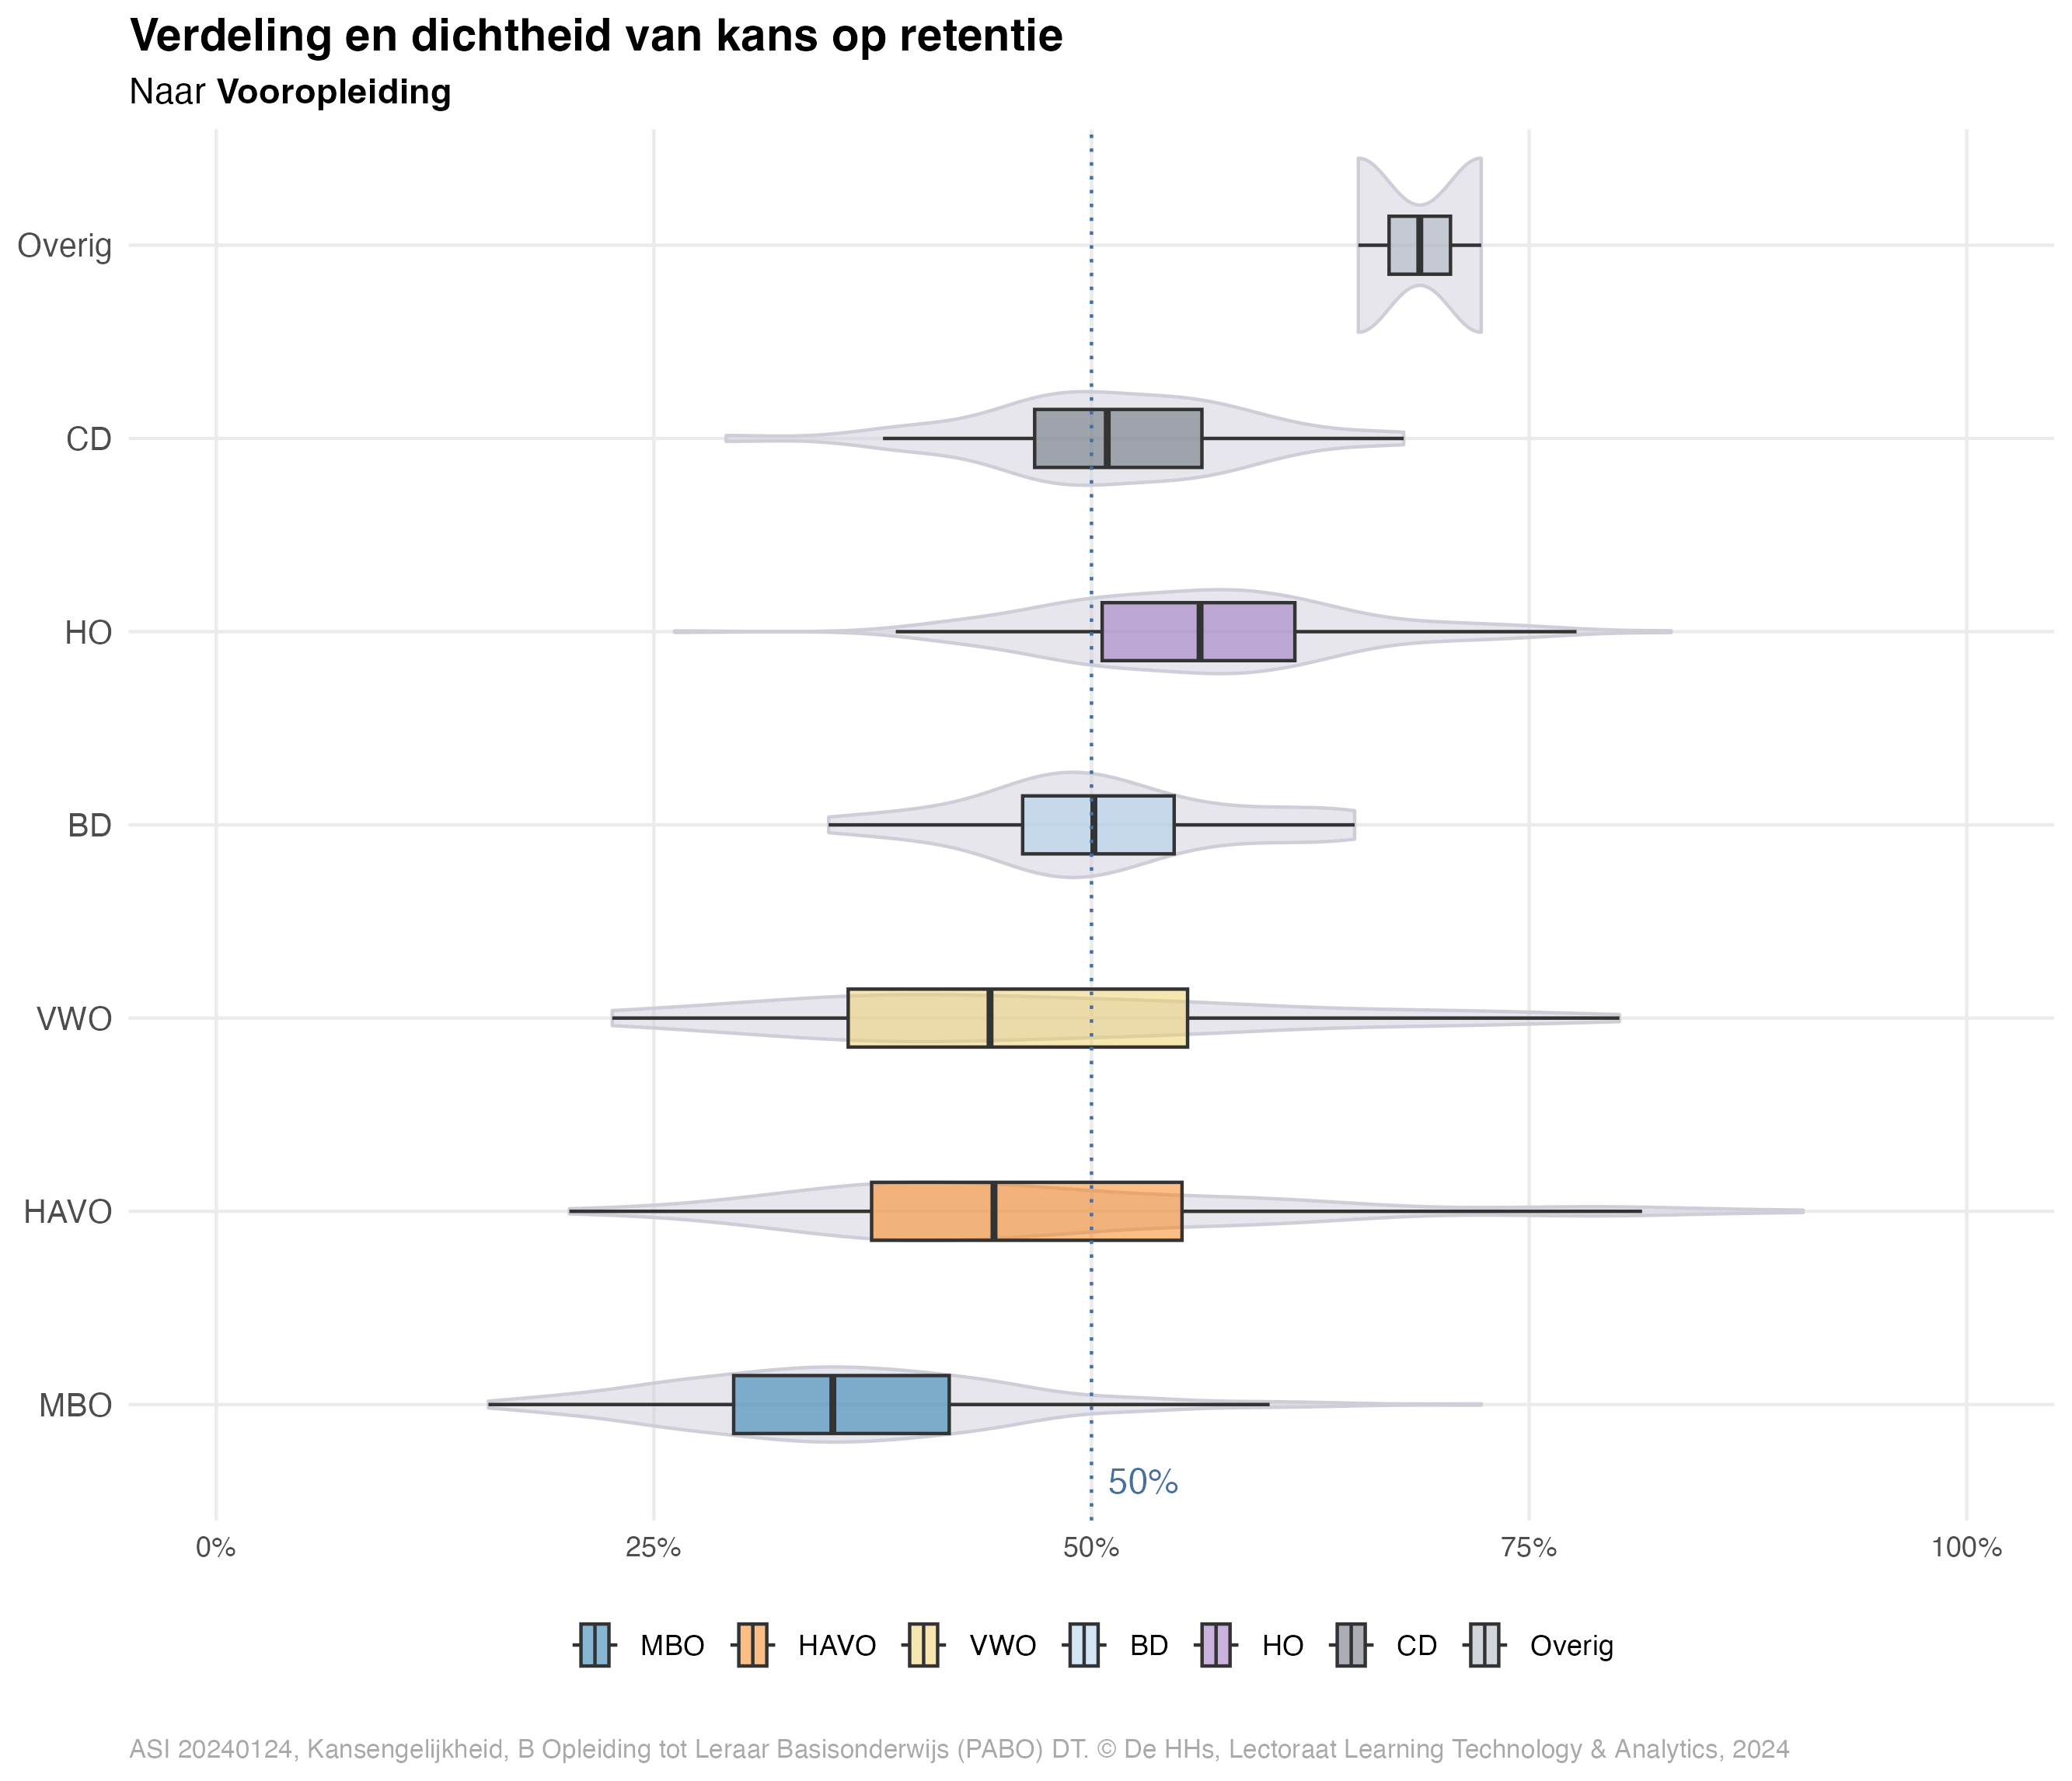 Verdeling en dichtheid van kans op retentie
Naar Vooropleiding
Overig
CD
HO
BD
VWO
HAVO
MBO
50%
0% 25% 50% 75% 100%
MBO HAVO VWO BD HO CD Overig
ASI 20240124, Kansengelijkheid, B Opleiding tot Leraar Basisonderwijs (PABO) DT. © De HHs, Lectoraat Learning Technology & Analytics, 2024